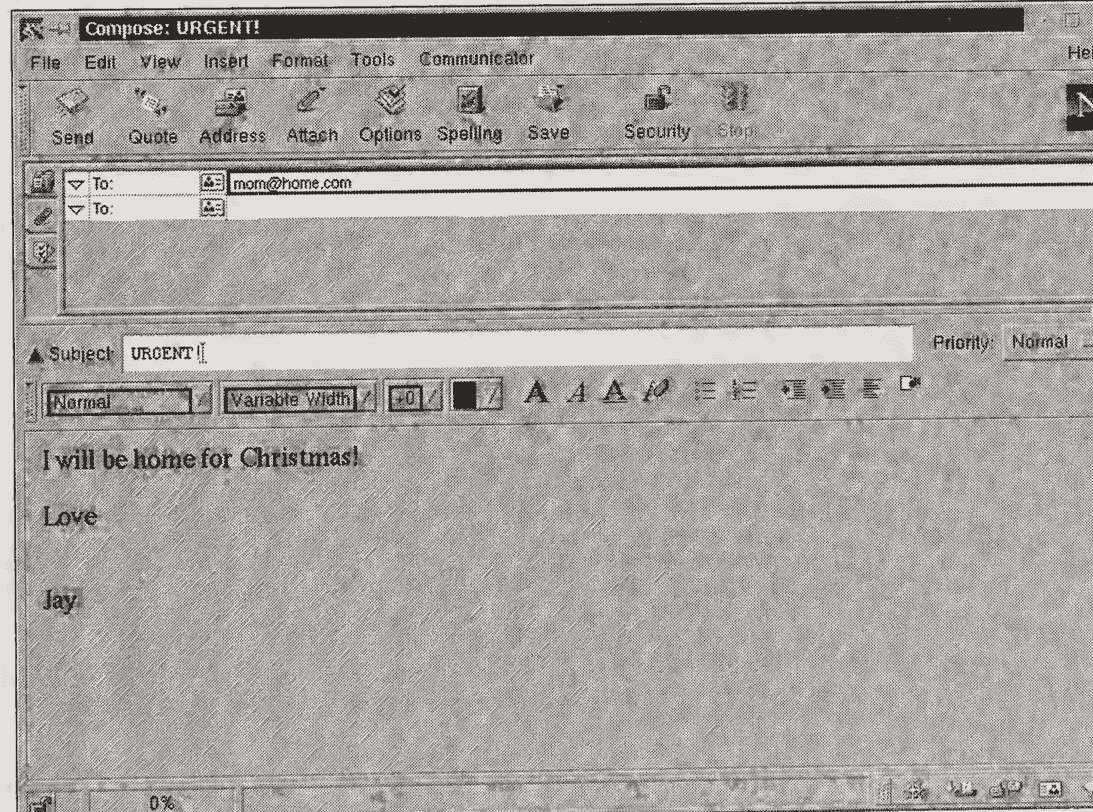 Compose: URGENT!
File Edit View Insert Format Tools Communicator
Send Quote Address Attach Options Spelling Save Security Stop
N
To: mom@home.com
To:
Subject: URGENT! Priority: Normal
Normal Variable Width +0 A A A
I will be home for Christmas!
Love
Jay
0%